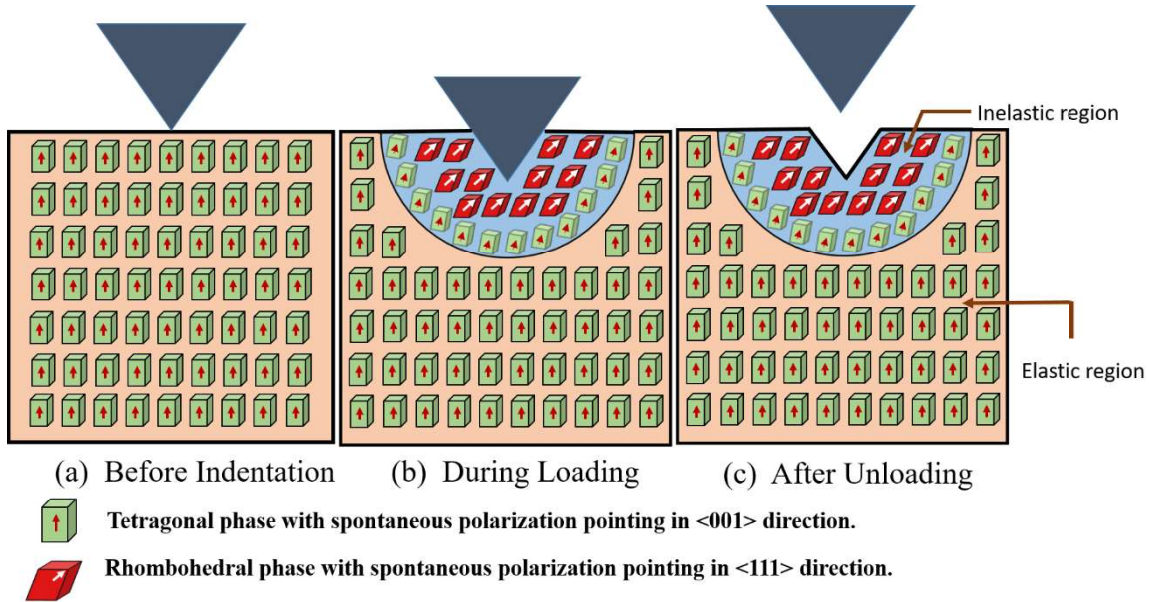 Inelastic region
Elastic region
(a) Before Indentation
(b) During Loading
(c) After Unloading
Tetragonal phase with spontaneous polarization pointing in <001> direction.
Rhombohedral phase with spontaneous polarization pointing in <111> direction.